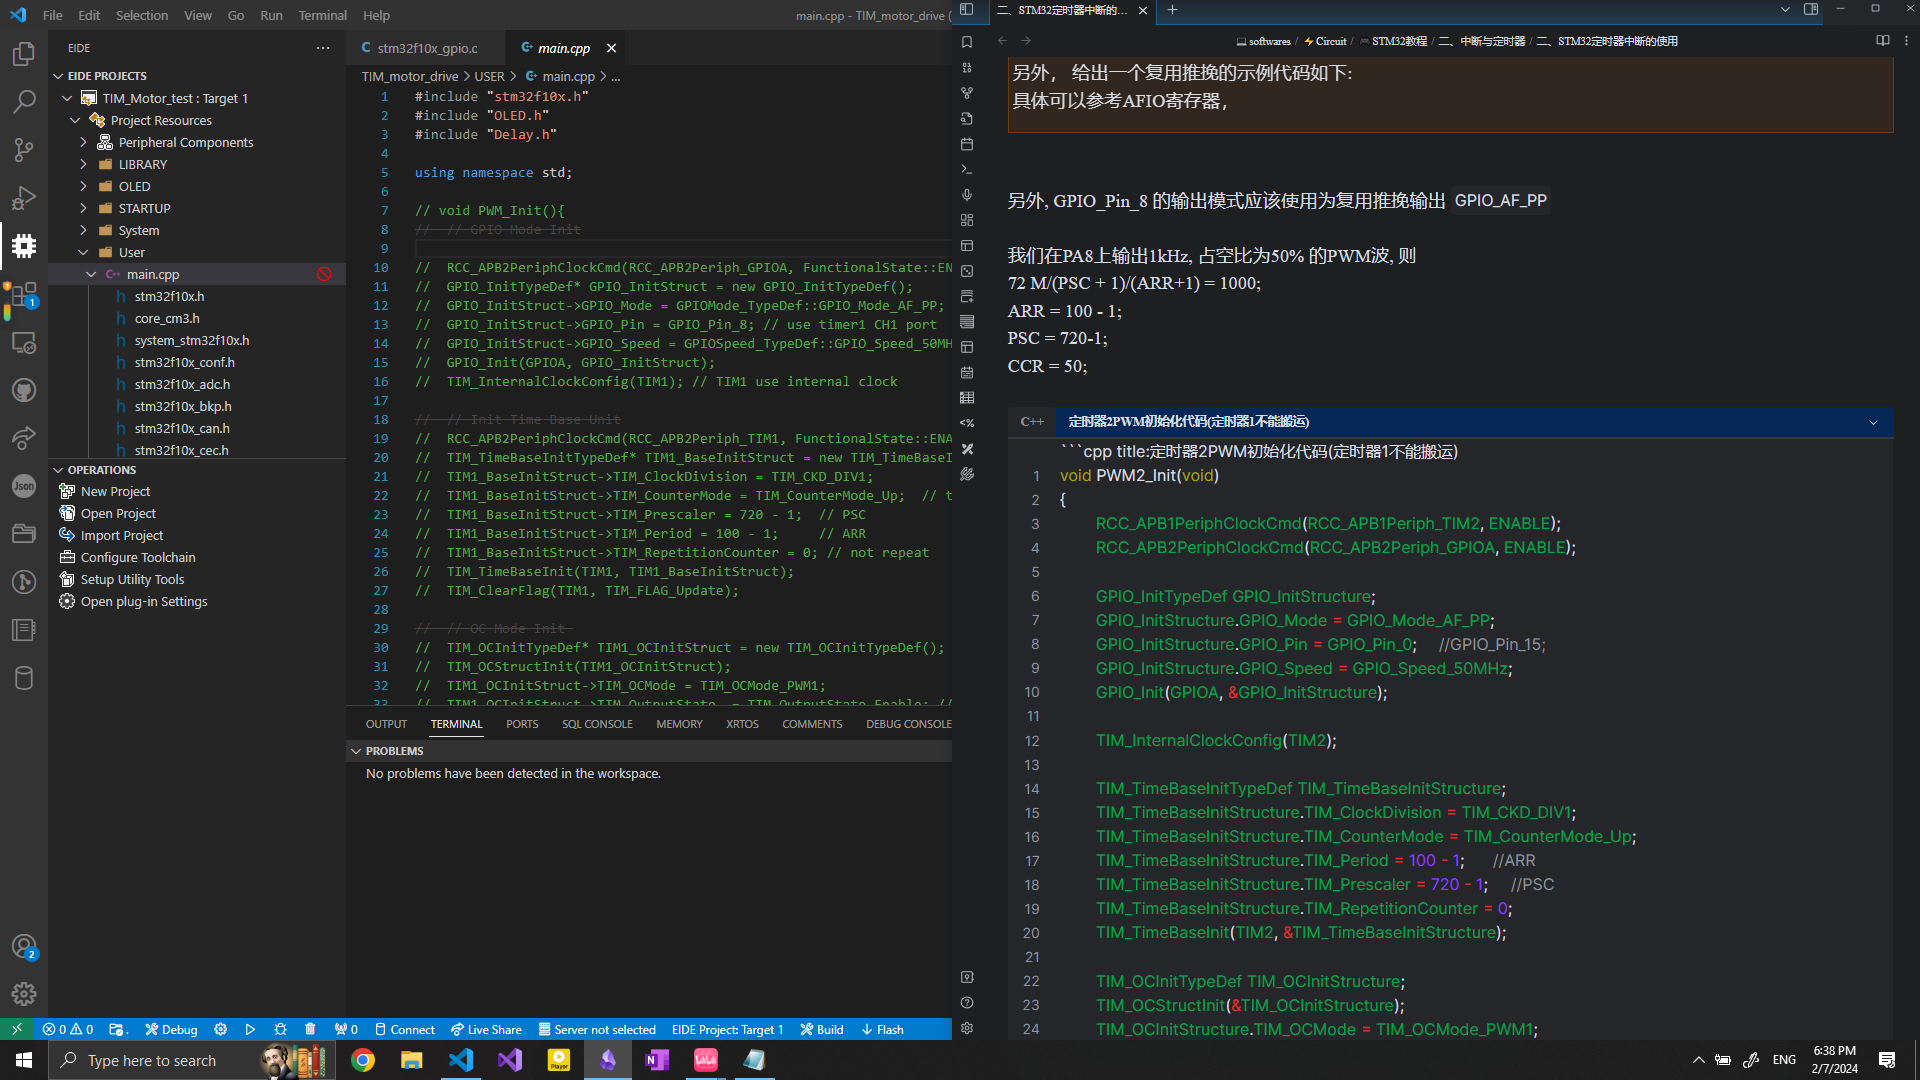 File Edit Selection View Go Run Terminal Help
main.cpp - TIM_motor_drive (
EIDE
EIDE PROJECTS
TIM_Motor_test : Target 1
Project Resources
Peripheral Components
LIBRARY
OLED
STARTUP
System
User
main.cpp
stm32f10x.h
core_cm3.h
system_stm32f10x.h
stm32f10x_conf.h
stm32f10x_adc.h
stm32f10x_bkp.h
stm32f10x_can.h
stm32f10x_cec.h
OPERATIONS
New Project
Open Project
Import Project
Configure Toolchain
Setup Utility Tools
Open plug-in Settings
stm32f10x_gpio.c main.cpp
TIM_motor_drive > USER > main.cpp > ...
1 #include "stm32f10x.h"
2 #include "OLED.h"
3 #include "Delay.h"
4
5 using namespace std;
6
7 // void PWM_Init(){
8 // // GPIO Mode Init
9
10 // RCC_APB2PeriphClockCmd(RCC_APB2Periph_GPIOA, FunctionalState::EN
11 // GPIO_InitTypeDef* GPIO_InitStruct = new GPIO_InitTypeDef();
12 // GPIO_InitStruct->GPIO_Mode = GPIOMode_TypeDef::GPIO_Mode_AF_PP;
13 // GPIO_InitStruct->GPIO_Pin = GPIO_Pin_8; // use timer1 CH1 port
14 // GPIO_InitStruct->GPIO_Speed = GPIOSpeed_TypeDef::GPIO_Speed_50MH
15 // GPIO_Init(GPIOA, GPIO_InitStruct);
16 // TIM_InternalClockConfig(TIM1); // TIM1 use internal clock
17
18 // // Init Time Base Unit
19 // RCC_APB2PeriphClockCmd(RCC_APB2Periph_TIM1, FunctionalState::ENA
20 // TIM_TimeBaseInitTypeDef* TIM1_BaseInitStruct = new TIM_TimeBaseI
21 // TIM1_BaseInitStruct->TIM_ClockDivision = TIM_CKD_DIV1;
22 // TIM1_BaseInitStruct->TIM_CounterMode = TIM_CounterMode_Up; // t
23 // TIM1_BaseInitStruct->TIM_Prescaler = 720 - 1; // PSC
24 // TIM1_BaseInitStruct->TIM_Period = 100 - 1; // ARR
25 // TIM1_BaseInitStruct->TIM_RepetitionCounter = 0; // not repeat
26 // TIM_TimeBaseInit(TIM1, TIM1_BaseInitStruct);
27 // TIM_ClearFlag(TIM1, TIM_FLAG_Update);
28
29 // // OC Mode Init
30 // TIM_OCInitTypeDef* TIM1_OCInitStruct = new TIM_OCInitTypeDef();
31 // TIM_OCStructInit(TIM1_OCInitStruct);
32 // TIM1_OCInitStruct->TIM_OCMode = TIM_OCMode_PWM1;
33 // TIM1_OCInitStruct->TIM_OutputState = TIM_OutputState_Enable; //
OUTPUT TERMINAL PORTS SQL CONSOLE MEMORY XRTOS COMMENTS DEBUG CONSOLE
PROBLEMS
No problems have been detected in the workspace.
0 0 Debug 0 Connect Live Share Server not selected EIDE Project: Target 1 Build Flash
二、STM32定时器中断的...
softwares / Circuit / STM32教程 / 二、中断与定时器 / 二、STM32定时器中断的使用
另外， 给出一个复用推挽的示例代码如下:
具体可以参考AFIO寄存器，
另外, GPIO_Pin_8 的输出模式应该使用为复用推挽输出 GPIO_AF_PP
我们在PA8上输出1kHz, 占空比为50% 的PWM波, 则
72 M/(PSC + 1)/(ARR+1) = 1000;
ARR = 100 - 1;
PSC = 720-1;
CCR = 50;
C++ 定时器2PWM初始化代码(定时器1不能搬运)
```cpp title:定时器2PWM初始化代码(定时器1不能搬运)
1 void PWM2_Init(void)
2 {
3 RCC_APB1PeriphClockCmd(RCC_APB1Periph_TIM2, ENABLE);
4 RCC_APB2PeriphClockCmd(RCC_APB2Periph_GPIOA, ENABLE);
5
6 GPIO_InitTypeDef GPIO_InitStructure;
7 GPIO_InitStructure.GPIO_Mode = GPIO_Mode_AF_PP;
8 GPIO_InitStructure.GPIO_Pin = GPIO_Pin_0; //GPIO_Pin_15;
9 GPIO_InitStructure.GPIO_Speed = GPIO_Speed_50MHz;
10 GPIO_Init(GPIOA, &GPIO_InitStructure);
11
12 TIM_InternalClockConfig(TIM2);
13
14 TIM_TimeBaseInitTypeDef TIM_TimeBaseInitStructure;
15 TIM_TimeBaseInitStructure.TIM_ClockDivision = TIM_CKD_DIV1;
16 TIM_TimeBaseInitStructure.TIM_CounterMode = TIM_CounterMode_Up;
17 TIM_TimeBaseInitStructure.TIM_Period = 100 - 1; //ARR
18 TIM_TimeBaseInitStructure.TIM_Prescaler = 720 - 1; //PSC
19 TIM_TimeBaseInitStructure.TIM_RepetitionCounter = 0;
20 TIM_TimeBaseInit(TIM2, &TIM_TimeBaseInitStructure);
21
22 TIM_OCInitTypeDef TIM_OCInitStructure;
23 TIM_OCStructInit(&TIM_OCInitStructure);
24 TIM_OCInitStructure.TIM_OCMode = TIM_OCMode_PWM1;
Type here to search
ENG
6:38 PM
2/7/2024